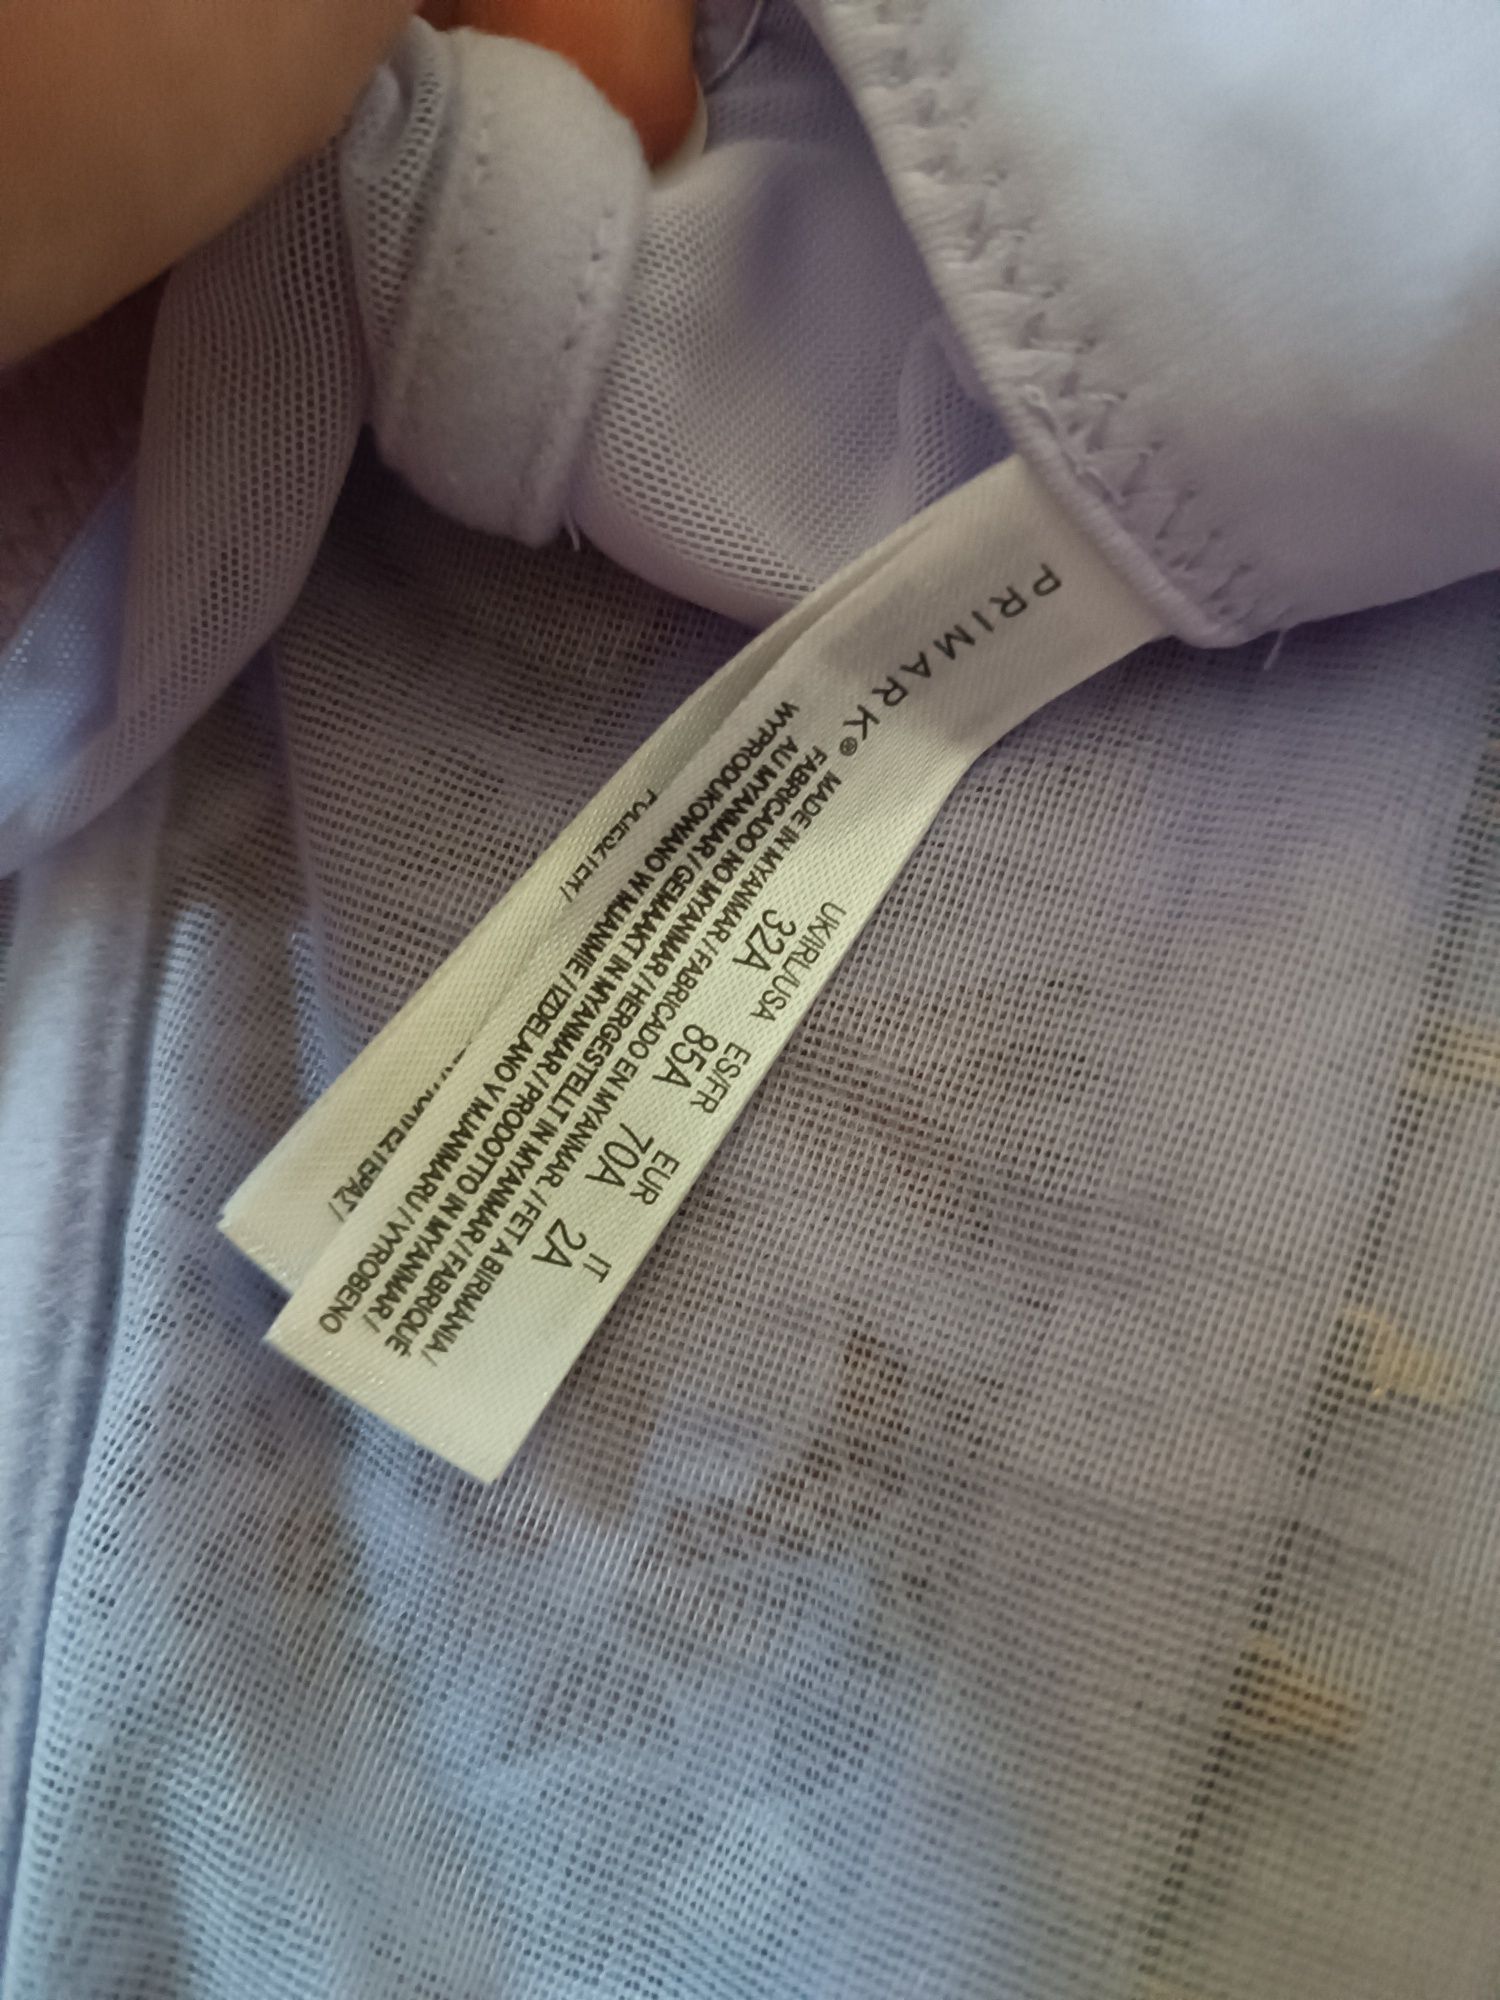 PRIMARK®
UK/IRL/USA ES/FR EUR IT
32A 85A 70A 2A
MADE IN MYANMAR / FABRICADO EN MYANMAR. / FET A BIRMÀNIA/
FABRICADO NO MYANMAR / HERGESTELLT IN MYANMAR / FABRIQUÉ
AU MYANMAR / GEMAAKT IN MYANMAR / PRODOTTO IN MYANMAR /
WYPRODUKOWANO W MJANMIE / IZDELANO V MJANMARU / VYROBENO